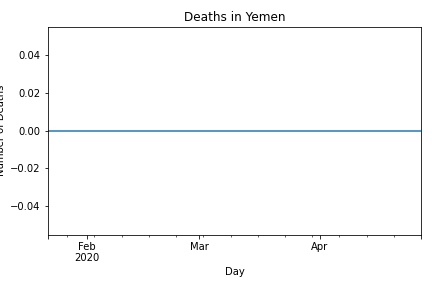 Deaths in Yemen
Number of Deaths
0.04
0.02
0.00
−0.02
−0.04
Feb
2020
Mar
Apr
Day